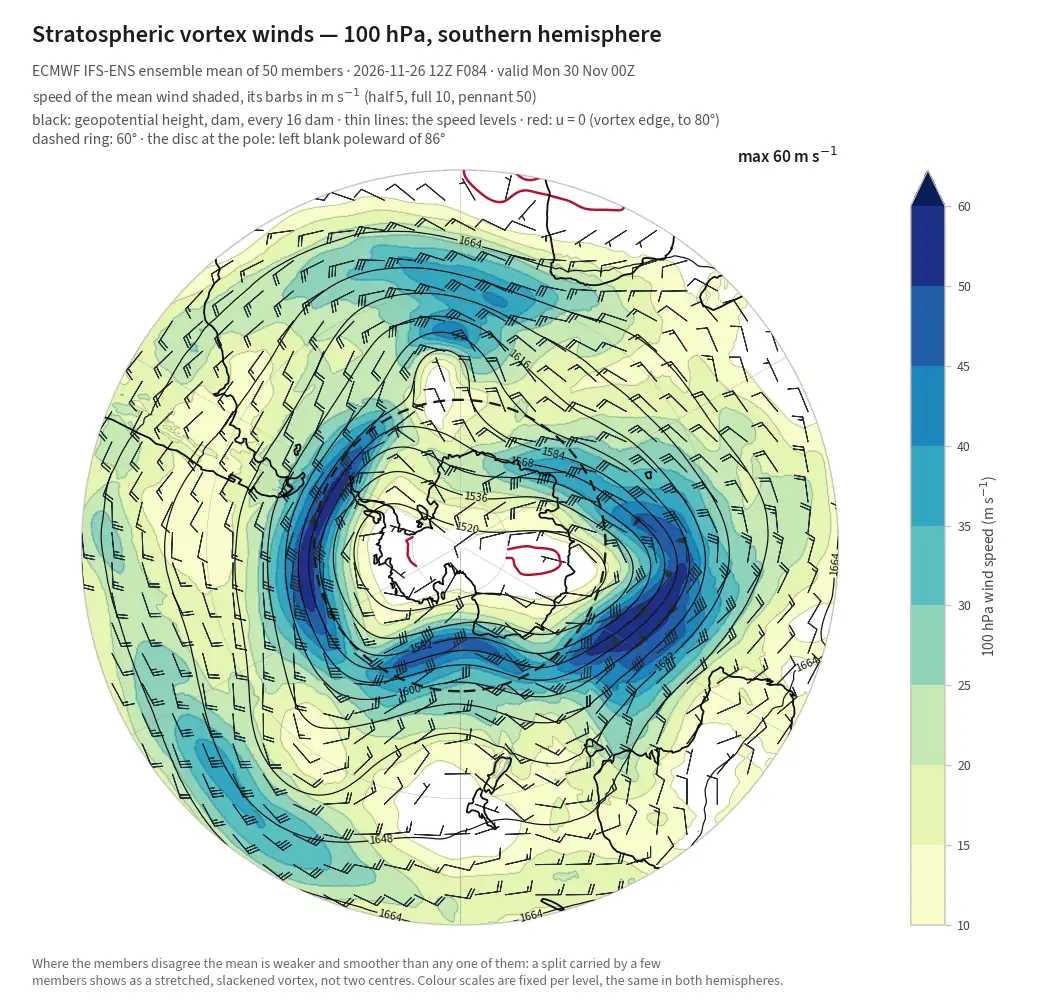 Stratospheric vortex winds — 100 hPa, southern hemisphere
ECMWF IFS-ENS ensemble mean of 50 members · 2026-11-26 12Z F084 · valid Mon 30 Nov 00Z
speed of the mean wind shaded, its barbs in m s⁻¹ (half 5, full 10, pennant 50)
black: geopotential height, dam, every 16 dam · thin lines: the speed levels · red: u = 0 (vortex edge, to 80°)
dashed ring: 60° · the disc at the pole: left blank poleward of 86°
max 60 m s⁻¹
1664
1616
1584
1568
1536
1520
1664
1552
1632
1664
1600
1648
1664
1664
60
50
45
40
35
30
25
20
15
10
100 hPa wind speed (m s⁻¹)
Where the members disagree the mean is weaker and smoother than any one of them: a split carried by a few
members shows as a stretched, slackened vortex, not two centres. Colour scales are fixed per level, the same in both hemispheres.